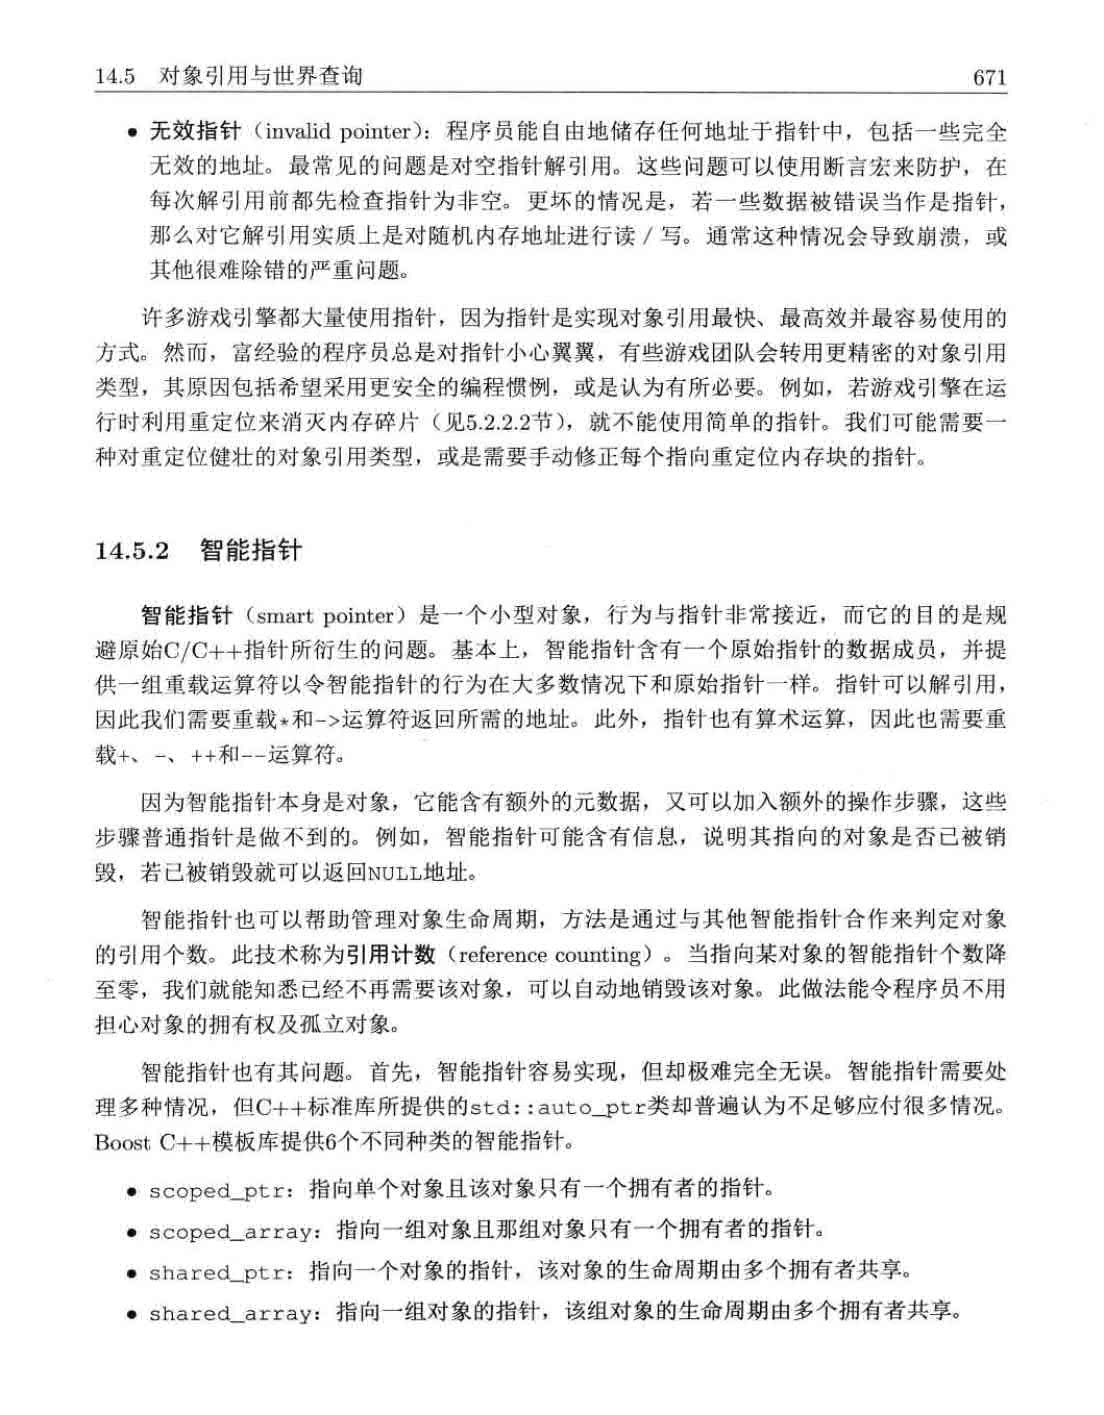 14.5 对象引用与世界查询 671
• 无效指针（invalid pointer）：程序员能自由地储存任何地址于指针中，包括一些完全
无效的地址。最常见的问题是对空指针解引用。这些问题可以使用断言宏来防护，在
每次解引用前都先检查指针为非空。更坏的情况是，若一些数据被错误当作是指针，
那么对它解引用实质上是对随机内存地址进行读／写。通常这种情况会导致崩溃，或
其他很难除错的严重问题。
许多游戏引擎都大量使用指针，因为指针是实现对象引用最快、最高效并最容易使用的
方式。然而，富经验的程序员总是对指针小心翼翼，有些游戏团队会转用更精密的对象引用
类型，其原因包括希望采用更安全的编程惯例，或是认为有所必要。例如，若游戏引擎在运
行时利用重定位来消灭内存碎片（见5.2.2.2节），就不能使用简单的指针。我们可能需要一
种对重定位健壮的对象引用类型，或是需要手动修正每个指向重定位内存块的指针。
14.5.2 智能指针
智能指针（smart pointer）是一个小型对象，行为与指针非常接近，而它的目的是规
避原始C/C++指针所衍生的问题。基本上，智能指针含有一个原始指针的数据成员，并提
供一组重载运算符以令智能指针的行为在大多数情况下和原始指针一样。指针可以解引用，
因此我们需要重载*和->运算符返回所需的地址。此外，指针也有算术运算，因此也需要重
载+、-、++和--运算符。
因为智能指针本身是对象，它能含有额外的元数据，又可以加入额外的操作步骤，这些
步骤普通指针是做不到的。例如，智能指针可能含有信息，说明其指向的对象是否已被销
毁，若已被销毁就可以返回NULL地址。
智能指针也可以帮助管理对象生命周期，方法是通过与其他智能指针合作来判定对象
的引用个数。此技术称为引用计数（reference counting）。当指向某对象的智能指针个数降
至零，我们就能知悉已经不再需要该对象，可以自动地销毁该对象。此做法能令程序员不用
担心对象的拥有权及孤立对象。
智能指针也有其问题。首先，智能指针容易实现，但却极难完全无误。智能指针需要处
理多种情况，但C++标准库所提供的std::auto_ptr类却普遍认为不足够应付很多情况。
Boost C++模板库提供6个不同种类的智能指针。
• scoped_ptr：指向单个对象且该对象只有一个拥有者的指针。
• scoped_array：指向一组对象且那组对象只有一个拥有者的指针。
• shared_ptr：指向一个对象的指针，该对象的生命周期由多个拥有者共享。
• shared_array：指向一组对象的指针，该组对象的生命周期由多个拥有者共享。